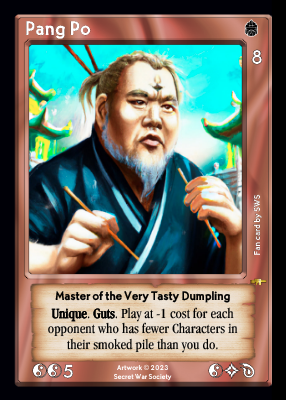 Pang Po
8
Fan card by SWS
Master of the Very Tasty Dumpling
Unique. Guts. Play at -1 cost for each
opponent who has fewer Characters in
their smoked pile than you do.
5
Artwork © 2023
Secret War Society